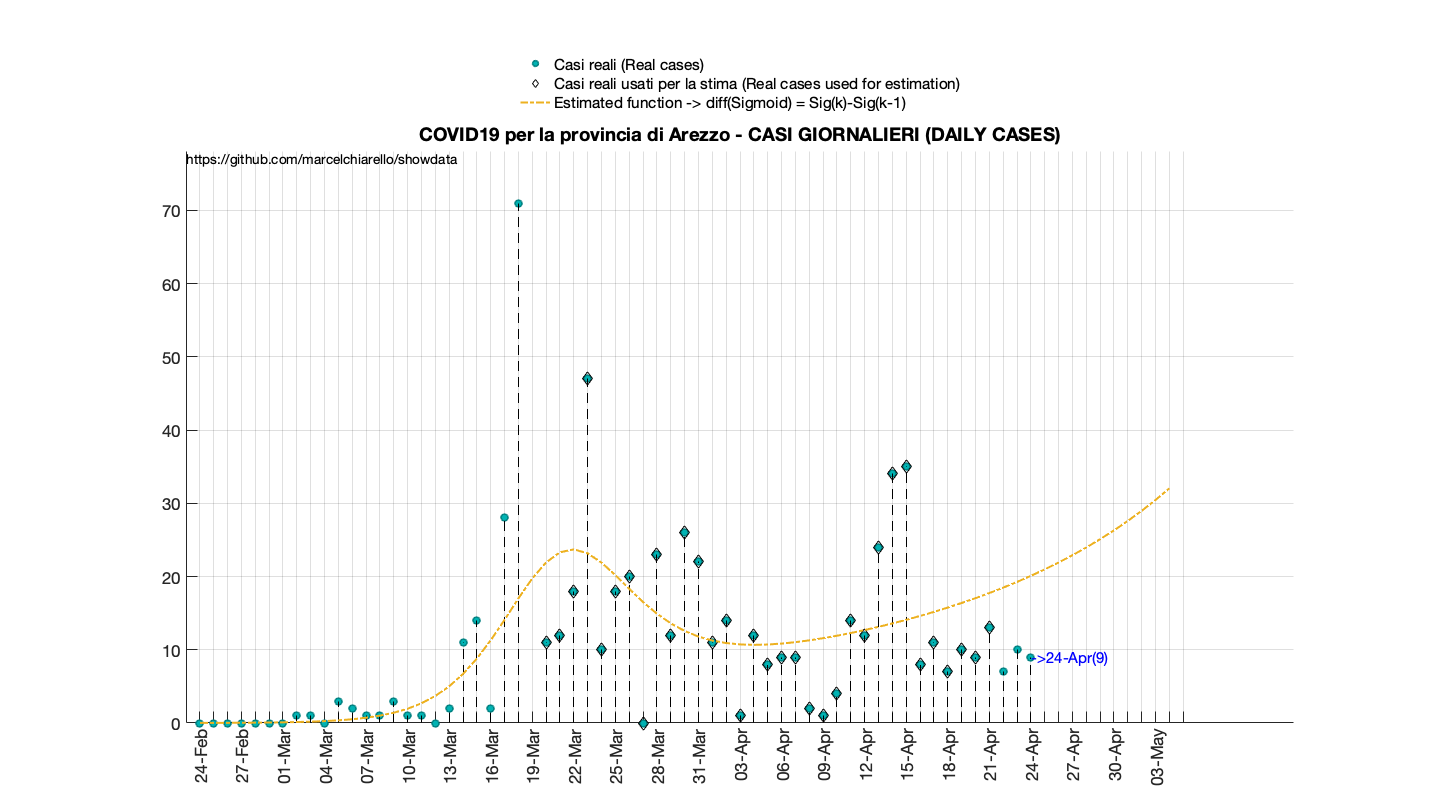 Casi reali (Real cases)
Casi reali usati per la stima (Real cases used for estimation)
Estimated function -> diff(Sigmoid) = Sig(k)-Sig(k-1)
COVID19 per la provincia di Arezzo - CASI GIORNALIERI (DAILY CASES)
https://github.com/marcelchiarello/showdata
70
60
50
40
30
20
10
0
->24-Apr(9)
24-Feb
27-Feb
01-Mar
04-Mar
07-Mar
10-Mar
13-Mar
16-Mar
19-Mar
22-Mar
25-Mar
28-Mar
31-Mar
03-Apr
06-Apr
09-Apr
12-Apr
15-Apr
18-Apr
21-Apr
24-Apr
27-Apr
30-Apr
03-May